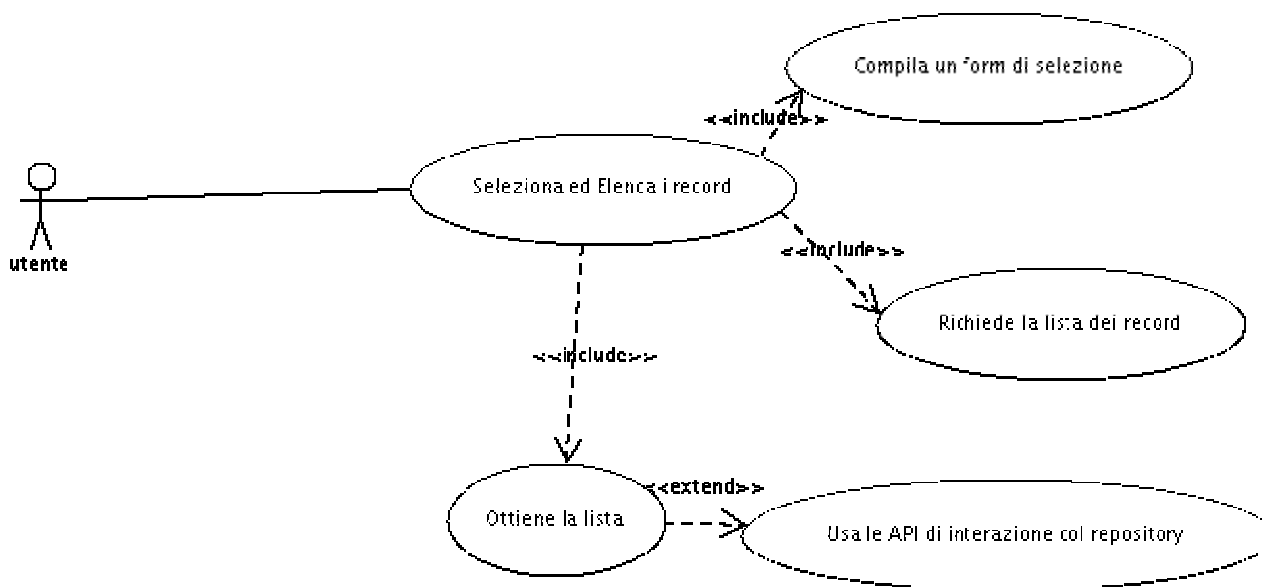 Compila un form di selezione
<<include>>
Seleziona ed Elenca i record
utente
<<include>>
Richiede la lista dei record
<<include>>
<<extend>>
Ottiene la lista
Usa le API di interazione col repository